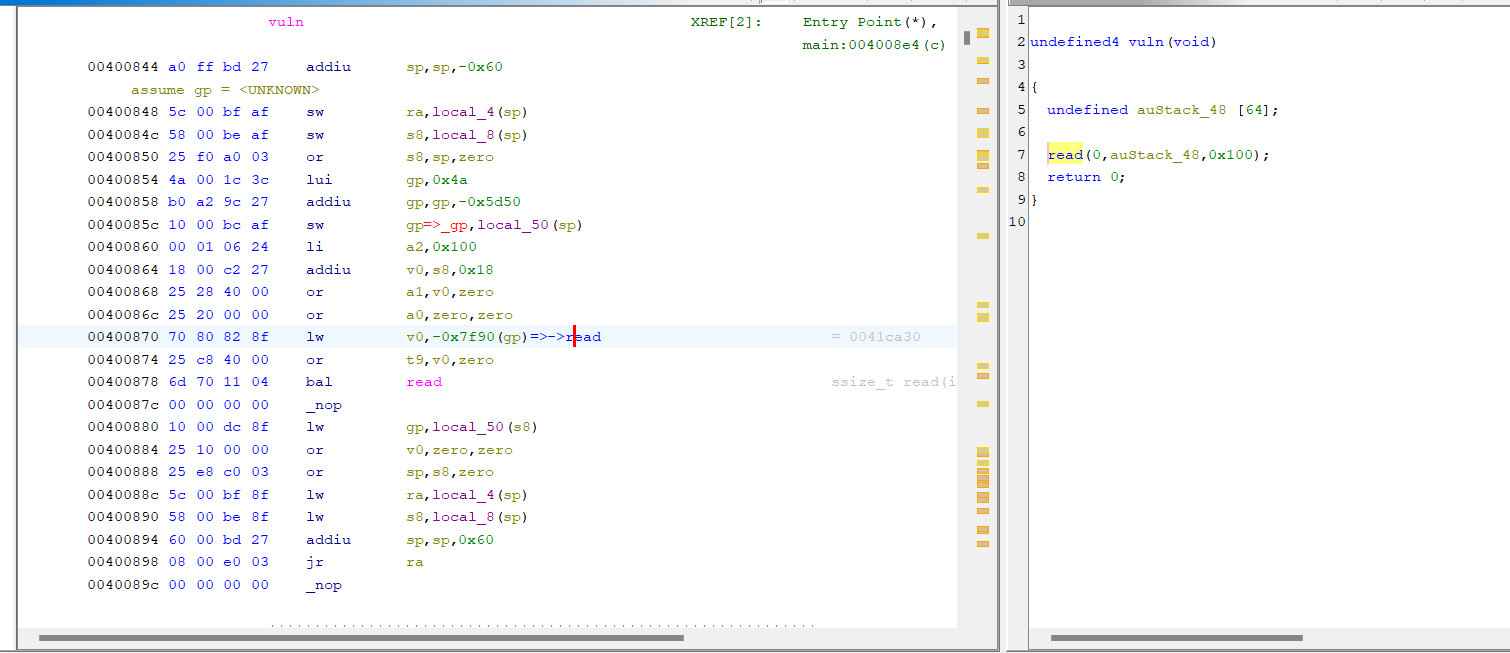 vuln XREF[2]: Entry Point(*),
main:004008e4(c)
00400844 a0 ff bd 27 addiu sp,sp,-0x60
assume gp = <UNKNOWN>
00400848 5c 00 bf af sw ra,local_4(sp)
0040084c 58 00 be af sw s8,local_8(sp)
00400850 25 f0 a0 03 or s8,sp,zero
00400854 4a 00 1c 3c lui gp,0x4a
00400858 b0 a2 9c 27 addiu gp,gp,-0x5d50
0040085c 10 00 bc af sw gp=>_gp,local_50(sp)
00400860 00 01 06 24 li a2,0x100
00400864 18 00 c2 27 addiu v0,s8,0x18
00400868 25 28 40 00 or a1,v0,zero
0040086c 25 20 00 00 or a0,zero,zero
00400870 70 80 82 8f lw v0,-0x7f90(gp)=>->read = 0041ca30
00400874 25 c8 40 00 or t9,v0,zero
00400878 6d 70 11 04 bal read ssize_t read(i
0040087c 00 00 00 00 _nop
00400880 10 00 dc 8f lw gp,local_50(s8)
00400884 25 10 00 00 or v0,zero,zero
00400888 25 e8 c0 03 or sp,s8,zero
0040088c 5c 00 bf 8f lw ra,local_4(sp)
00400890 58 00 be 8f lw s8,local_8(sp)
00400894 60 00 bd 27 addiu sp,sp,0x60
00400898 08 00 e0 03 jr ra
0040089c 00 00 00 00 _nop
1
2 undefined4 vuln(void)
3
4 {
5 undefined auStack_48 [64];
6
7 read(0,auStack_48,0x100);
8 return 0;
9 }
10